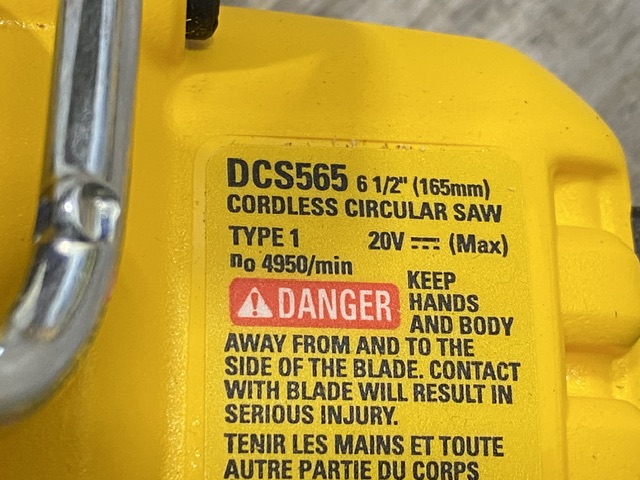 DCS565 6 1/2" (165mm)
CORDLESS CIRCULAR SAW
TYPE 1 20V ⎓ (Max)
no 4950/min
⚠ DANGER KEEP
HANDS
AND BODY
AWAY FROM AND TO THE
SIDE OF THE BLADE. CONTACT
WITH BLADE WILL RESULT IN
SERIOUS INJURY.
TENIR LES MAINS ET TOUTE
AUTRE PARTIE DU CORPS